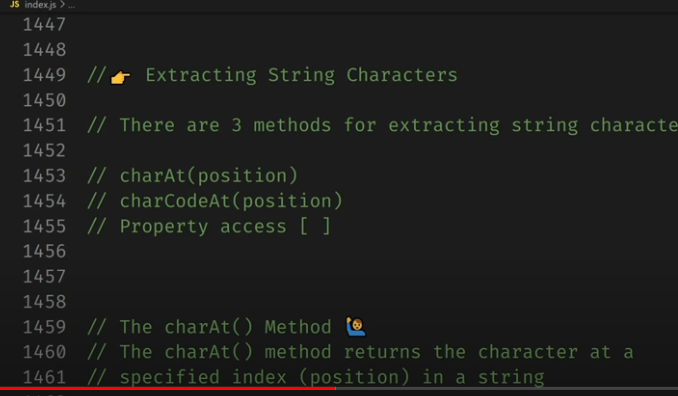 JS index.js > ...
1447
1448
1449 //👉 Extracting String Characters
1450
1451 // There are 3 methods for extracting string characte
1452
1453 // charAt(position)
1454 // charCodeAt(position)
1455 // Property access [ ]
1456
1457
1458
1459 // The charAt() Method 🙋‍♂️
1460 // The charAt() method returns the character at a
1461 // specified index (position) in a string